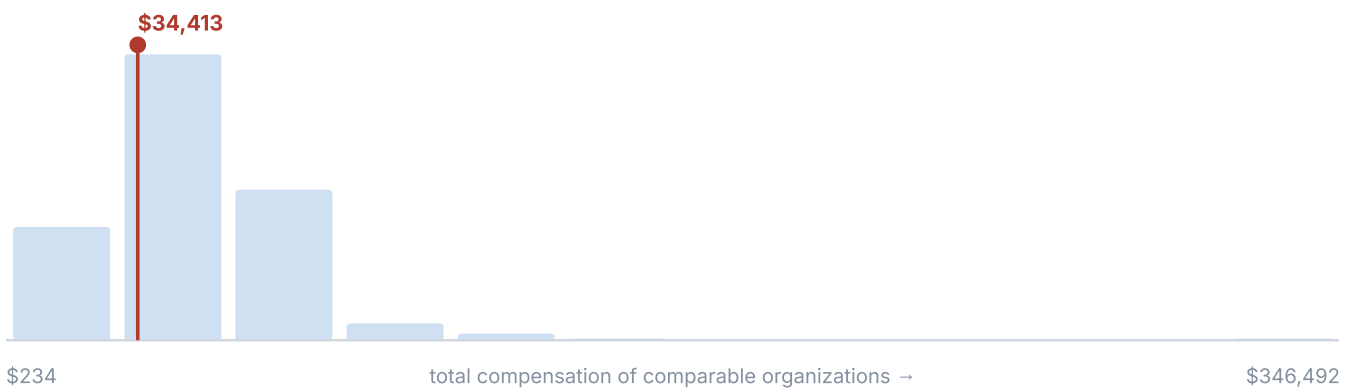 $34,413
$234 total compensation of comparable organizations → $346,492